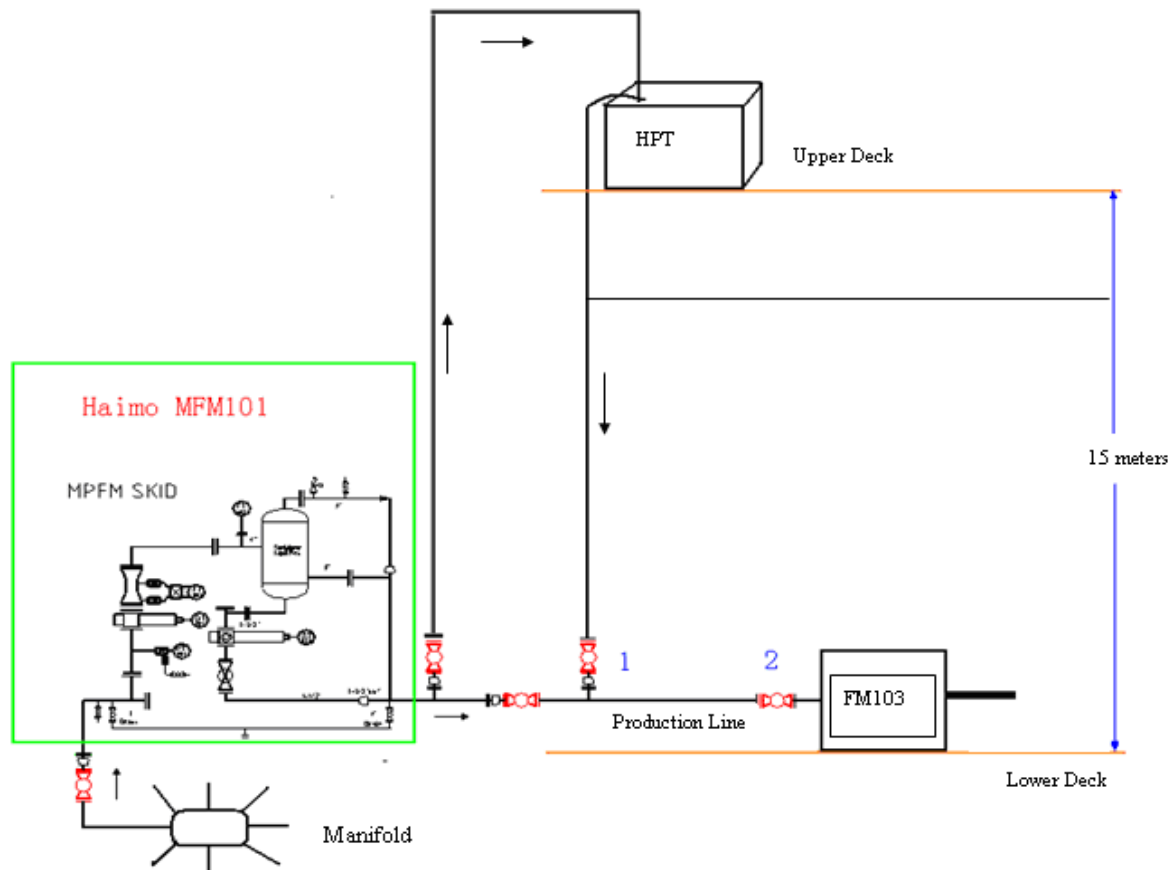 HPT
Upper Deck
Haimo MFM101
MPFM SKID
15 meters
1
2
FM103
Production Line
Lower Deck
Manifold